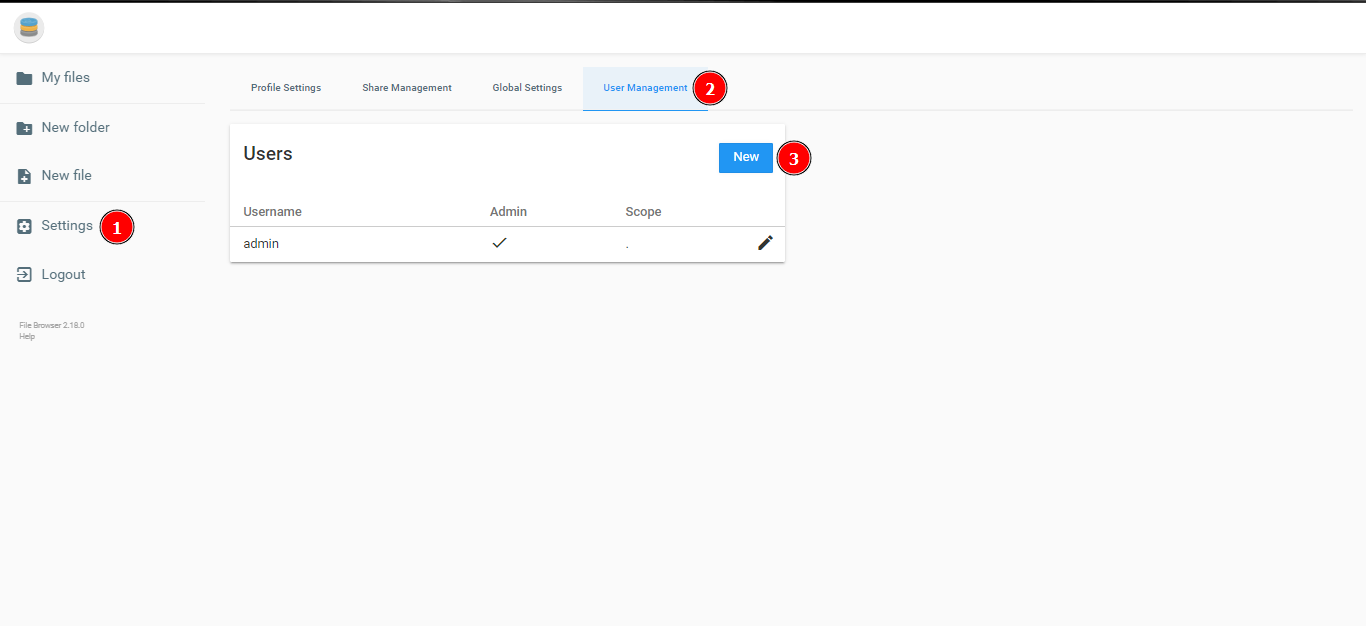 My files
New folder
New file
Settings 1
Logout
File Browser 2.18.0
Help
Profile Settings Share Management Global Settings User Management 2
Users New 3
Username Admin Scope
admin .